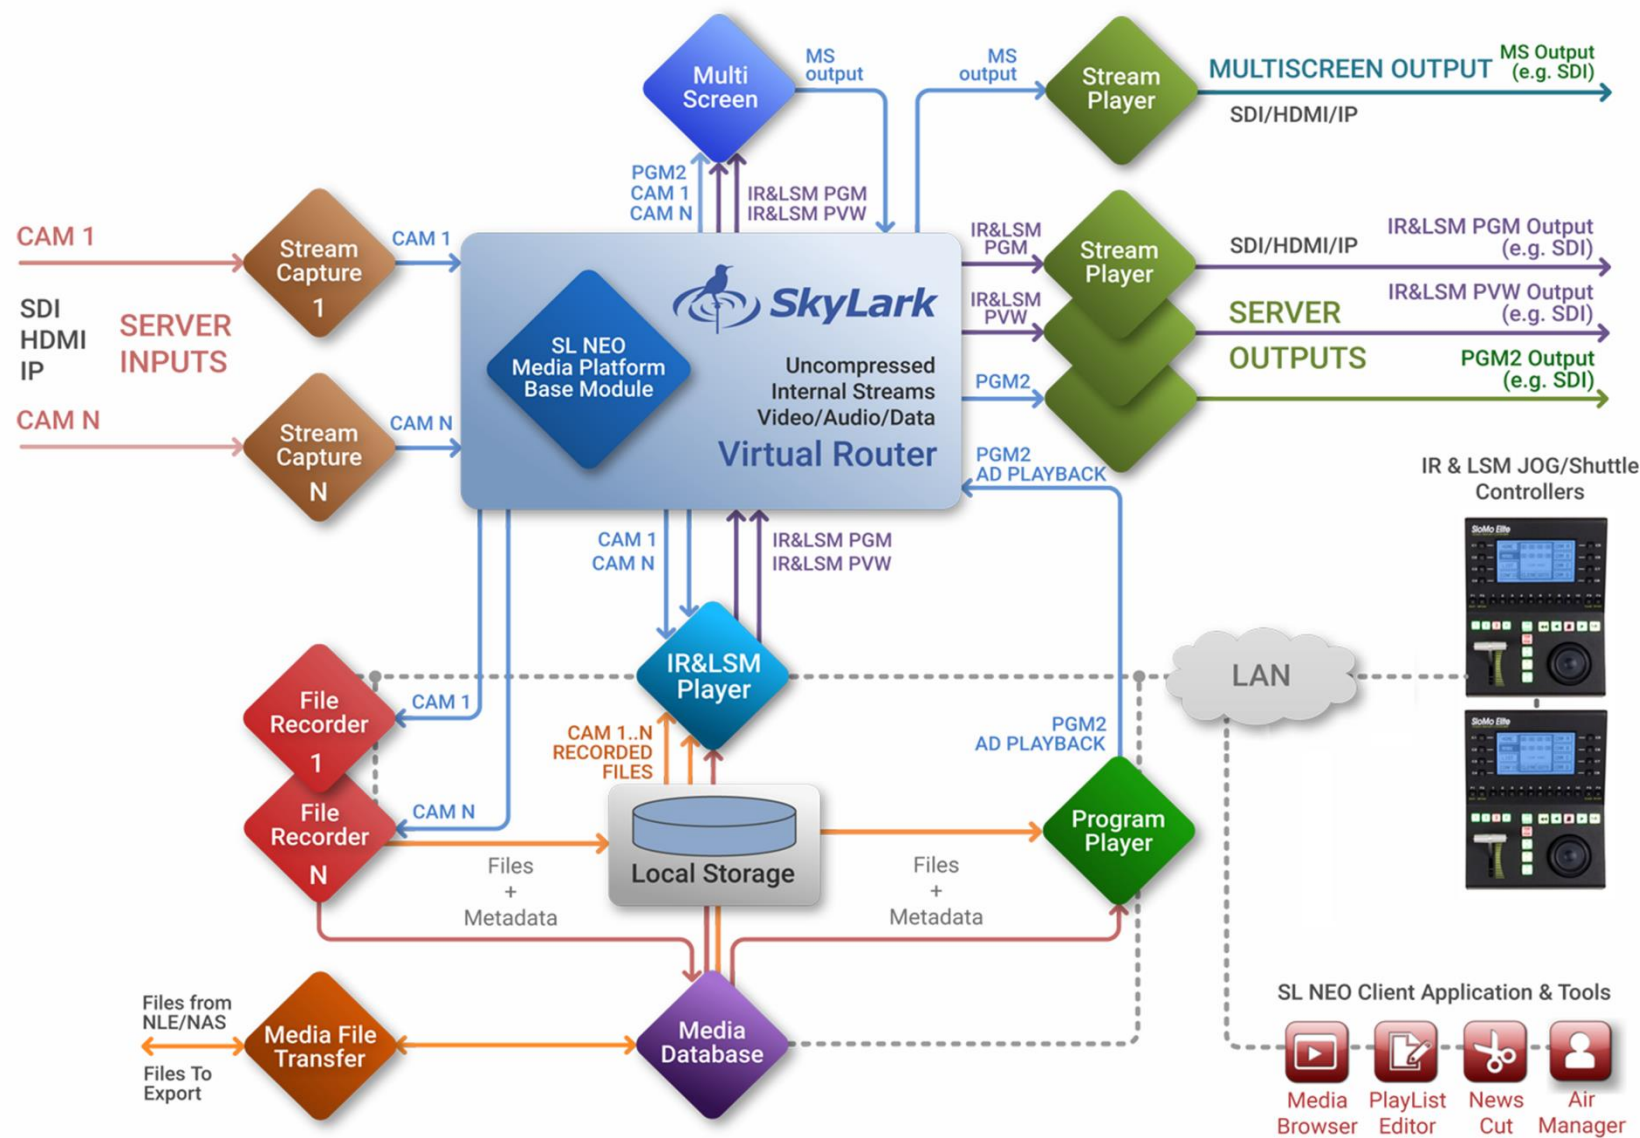 Multi
Screen
MS
output
MS
output
Stream
Player
MULTISCREEN OUTPUT
MS Output
(e.g. SDI)
SDI/HDMI/IP
PGM2
CAM 1
CAM N
IR&LSM PGM
IR&LSM PVW
CAM 1
Stream
Capture
1
CAM 1
SDI
HDMI
IP
SERVER
INPUTS
CAM N
Stream
Capture
N
CAM N
SL NEO
Media Platform
Base Module
SkyLark
Uncompressed
Internal Streams
Video/Audio/Data
Virtual Router
IR&LSM
PGM
IR&LSM
PVW
PGM2
Stream
Player
SDI/HDMI/IP
IR&LSM PGM Output
(e.g. SDI)
IR&LSM PVW Output
(e.g. SDI)
SERVER
OUTPUTS
PGM2 Output
(e.g. SDI)
PGM2
AD PLAYBACK
IR & LSM JOG/Shuttle
Controllers
SloMo Elite
SloMo Elite
CAM 1
CAM N
IR&LSM PGM
IR&LSM PVW
IR&LSM
Player
LAN
File
Recorder
1
CAM 1
File
Recorder
N
CAM N
CAM 1..N
RECORDED
FILES
PGM2
AD PLAYBACK
Program
Player
Local Storage
Files
+
Metadata
Files
+
Metadata
Files from
NLE/NAS
Files To
Export
Media File
Transfer
Media
Database
SL NEO Client Application & Tools
Media
Browser
PlayList
Editor
News
Cut
Air
Manager